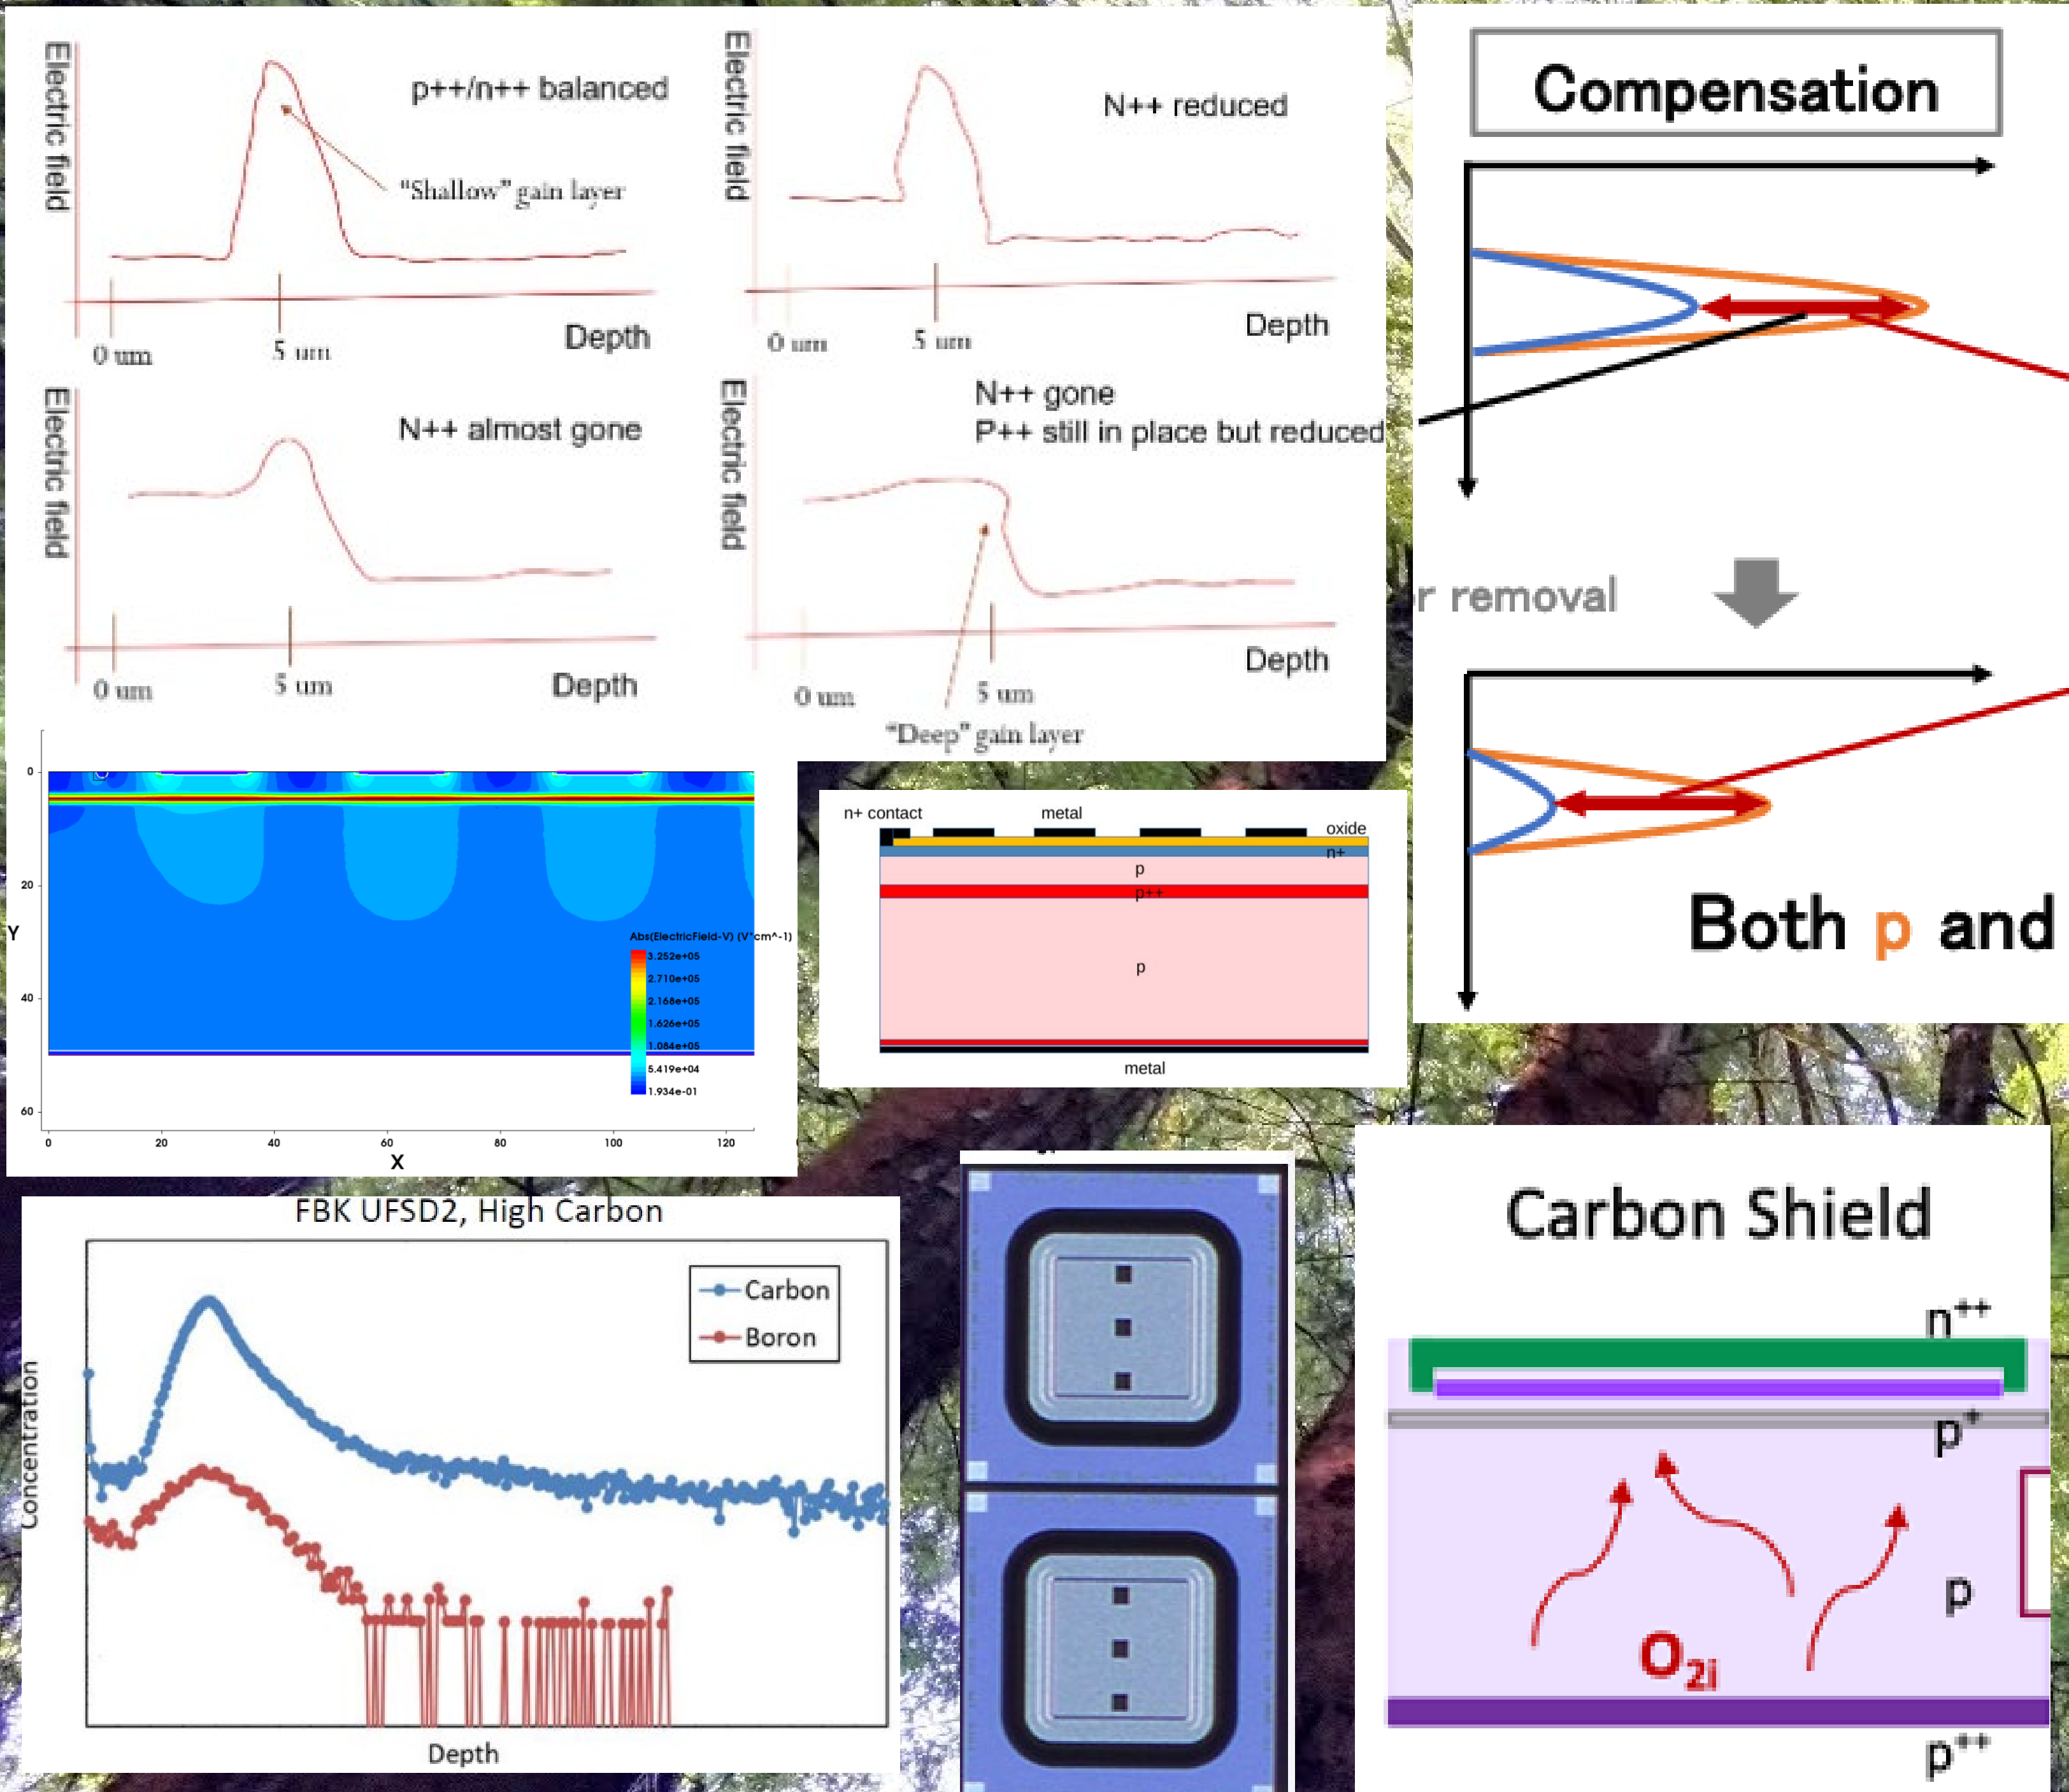 Electric field
p++/n++ balanced
"Shallow" gain layer
0 um
5 um
Depth
Electric field
N++ reduced
0 um
5 um
Depth
Electric field
N++ almost gone
0 um
5 um
Depth
Electric field
N++ gone
P++ still in place but reduced
0 um
5 um
Depth
"Deep" gain layer
Compensation
r removal
Both p and
0
20
40
60
Y
Abs(ElectricField-V) (V*cm^-1)
3.252e+05
2.710e+05
2.168e+05
1.626e+05
1.084e+05
5.419e+04
1.934e-01
0
20
40
60
80
100
120
X
n+ contact
metal
oxide
n+
p
p++
p
metal
FBK UFSD2, High Carbon
Carbon
Boron
Concentration
Depth
Carbon Shield
n++
p+
p
O2i
p++